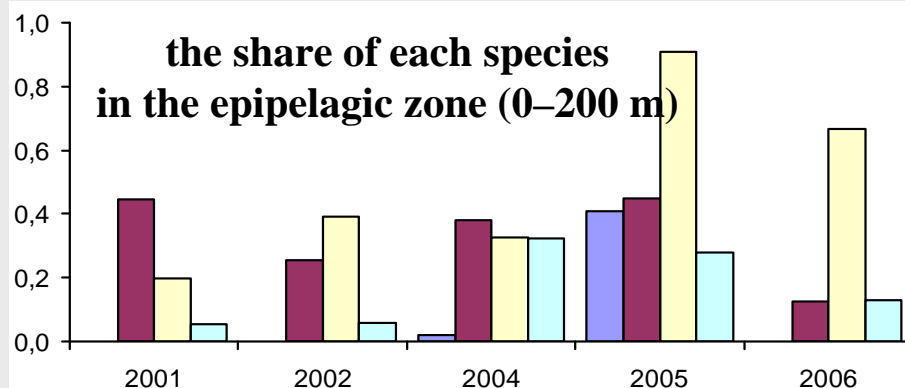 the share of each species
in the epipelagic zone (0–200 m)
1,0
0,8
0,6
0,4
0,2
0,0
2001 2002 2004 2005 2006